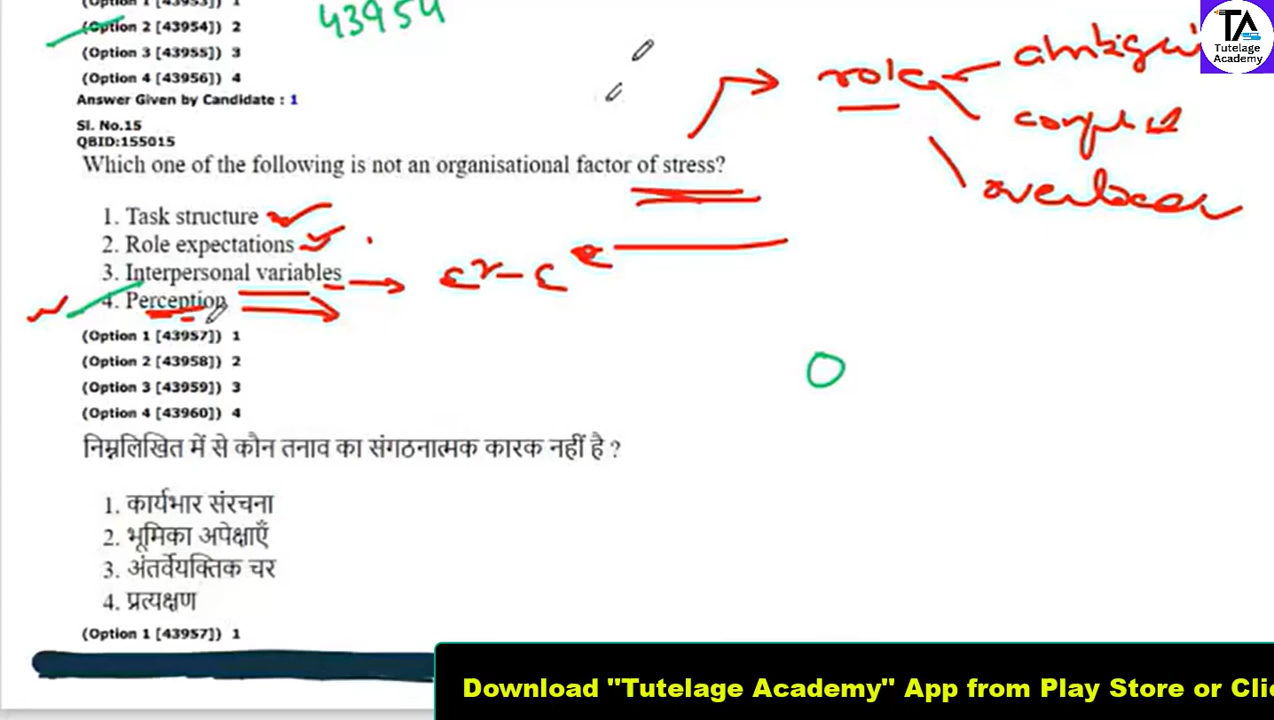 (Option 1 [43953]) 1
(Option 2 [43954]) 2
43954
(Option 3 [43955]) 3
(Option 4 [43956]) 4
Answer Given by Candidate : 1
TA
Tutelage
Academy
role
Sl. No.15
QBID:155015
Which one of the following is not an organisational factor of stress?
1. Task structure
2. Role expectations
3. Interpersonal variables
4. Perception
(Option 1 [43957]) 1
(Option 2 [43958]) 2
(Option 3 [43959]) 3
(Option 4 [43960]) 4
निम्नलिखित में से कौन तनाव का संगठनात्मक कारक नहीं है ?
1. कार्यभार संरचना
2. भूमिका अपेक्षाएँ
3. अंतर्वेयक्तिक चर
4. प्रत्यक्षण
(Option 1 [43957]) 1
Download "Tutelage Academy" App from Play Store or Clic